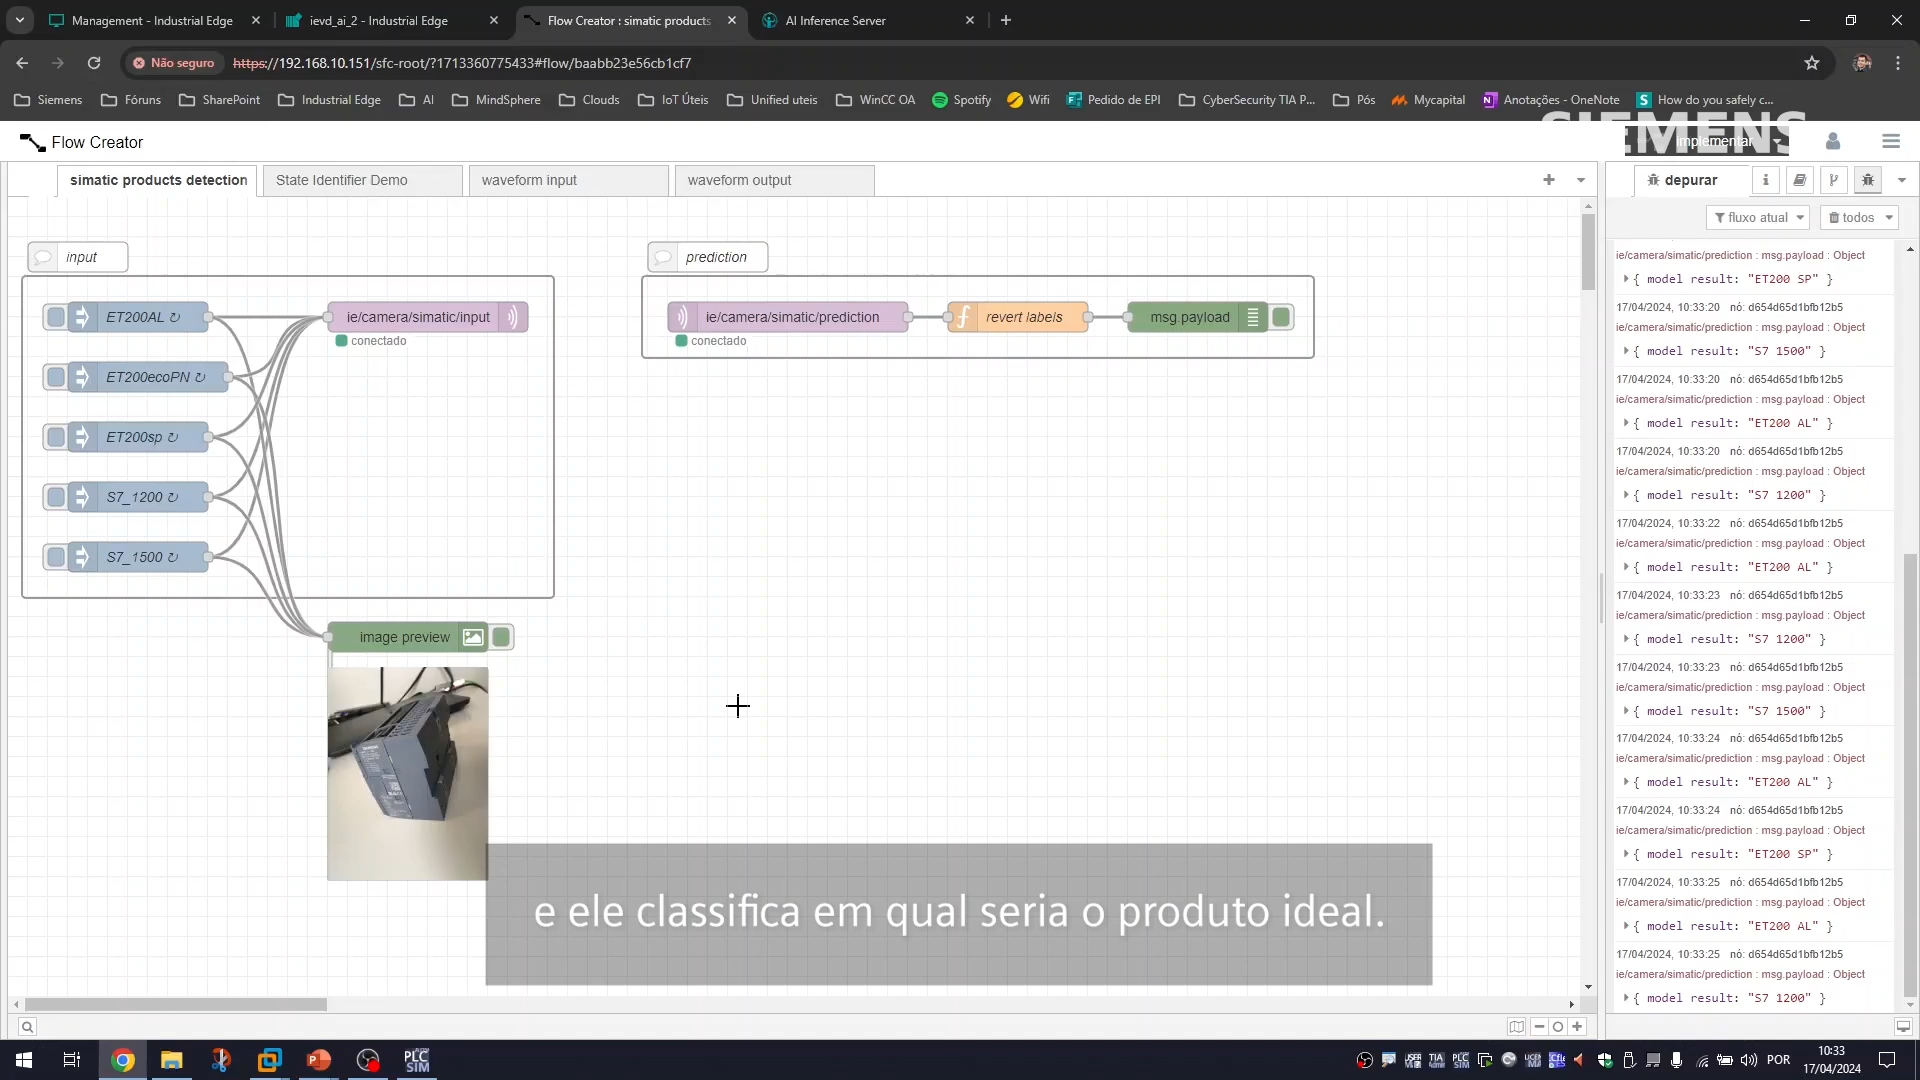 Management - Industrial Edge
ievd_ai_2 - Industrial Edge
Flow Creator : simatic products
AI Inference Server
Não seguro
https://192.168.10.151/sfc-root/?1713360775433#flow/baabb23e56cb1cf7
Siemens
Fóruns
SharePoint
Industrial Edge
AI
MindSphere
Clouds
IoT Úteis
Unified uteis
WinCC OA
Spotify
Wifi
Pedido de EPI
CyberSecurity TIA P...
Pós
Mycapital
Anotações - OneNote
How do you safely c...
SIEMENS
Flow Creator
implementar
simatic products detection
State Identifier Demo
waveform input
waveform output
depurar
fluxo atual
todos
input
ET200AL ↻
ie/camera/simatic/input
conectado
ET200ecoPN ↻
ET200sp ↻
S7_1200 ↻
S7_1500 ↻
image preview
prediction
ie/camera/simatic/prediction
conectado
revert labels
msg.payload
ie/camera/simatic/prediction : msg.payload : Object
{ model result: "ET200 SP" }
17/04/2024, 10:33:20 nó: d654d65d1bfb12b5
ie/camera/simatic/prediction : msg.payload : Object
{ model result: "S7 1500" }
17/04/2024, 10:33:20 nó: d654d65d1bfb12b5
ie/camera/simatic/prediction : msg.payload : Object
{ model result: "ET200 AL" }
17/04/2024, 10:33:20 nó: d654d65d1bfb12b5
ie/camera/simatic/prediction : msg.payload : Object
{ model result: "S7 1200" }
17/04/2024, 10:33:22 nó: d654d65d1bfb12b5
ie/camera/simatic/prediction : msg.payload : Object
{ model result: "ET200 AL" }
17/04/2024, 10:33:23 nó: d654d65d1bfb12b5
ie/camera/simatic/prediction : msg.payload : Object
{ model result: "S7 1200" }
17/04/2024, 10:33:23 nó: d654d65d1bfb12b5
ie/camera/simatic/prediction : msg.payload : Object
{ model result: "S7 1500" }
17/04/2024, 10:33:24 nó: d654d65d1bfb12b5
ie/camera/simatic/prediction : msg.payload : Object
{ model result: "ET200 AL" }
17/04/2024, 10:33:24 nó: d654d65d1bfb12b5
ie/camera/simatic/prediction : msg.payload : Object
{ model result: "ET200 SP" }
17/04/2024, 10:33:25 nó: d654d65d1bfb12b5
ie/camera/simatic/prediction : msg.payload : Object
{ model result: "ET200 AL" }
17/04/2024, 10:33:25 nó: d654d65d1bfb12b5
ie/camera/simatic/prediction : msg.payload : Object
{ model result: "S7 1200" }
e ele classifica em qual seria o produto ideal.
PLC
SIM
POR
10:33
17/04/2024